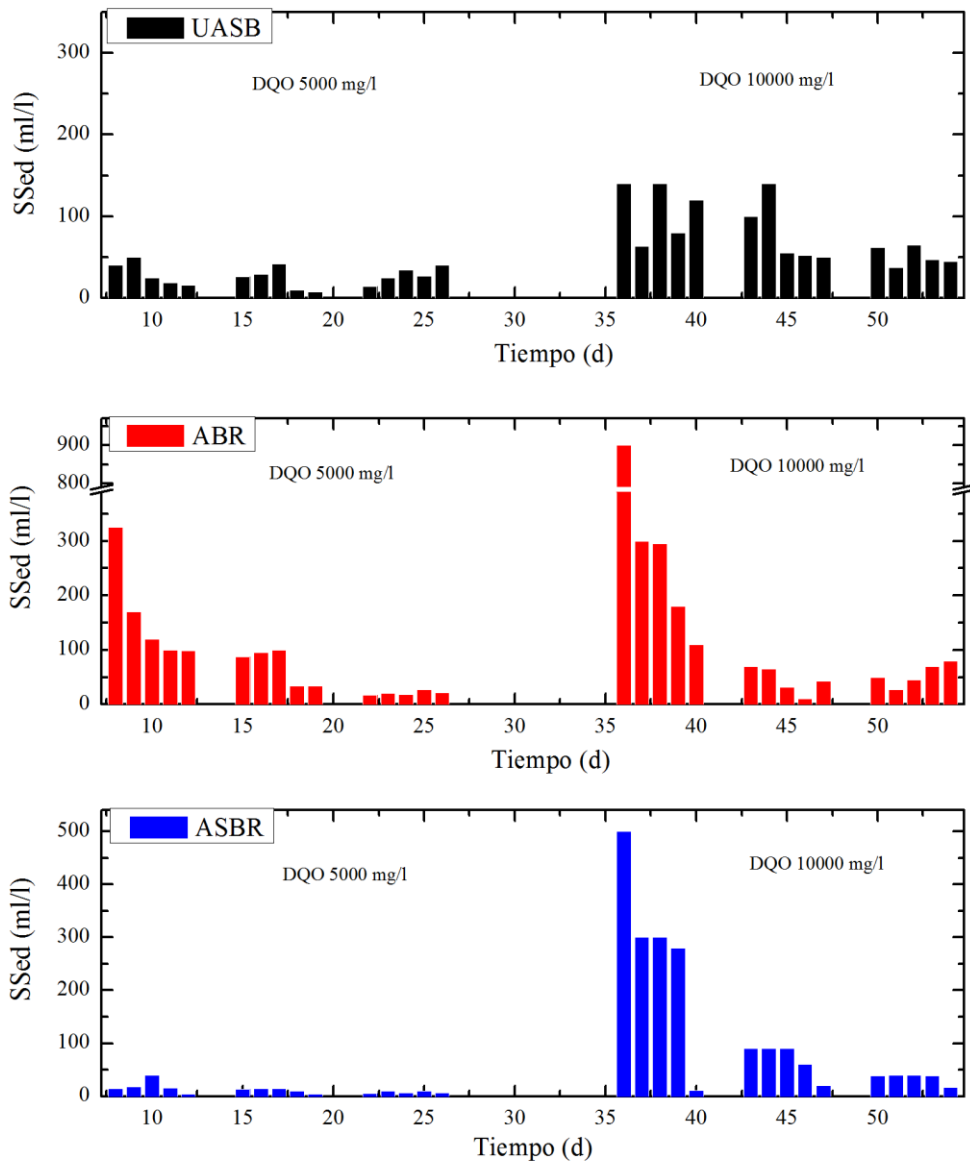 UASB
300
DQO 5000 mg/l
DQO 10000 mg/l
200
100
0
SSed (ml/l)
10 15 20 25 30 35 40 45 50
Tiempo (d)
ABR
900
DQO 5000 mg/l
DQO 10000 mg/l
800
300
200
100
0
SSed (ml/l)
10 15 20 25 30 35 40 45 50
Tiempo (d)
ASBR
500
DQO 5000 mg/l
DQO 10000 mg/l
400
300
200
100
0
SSed (ml/l)
10 15 20 25 30 35 40 45 50
Tiempo (d)